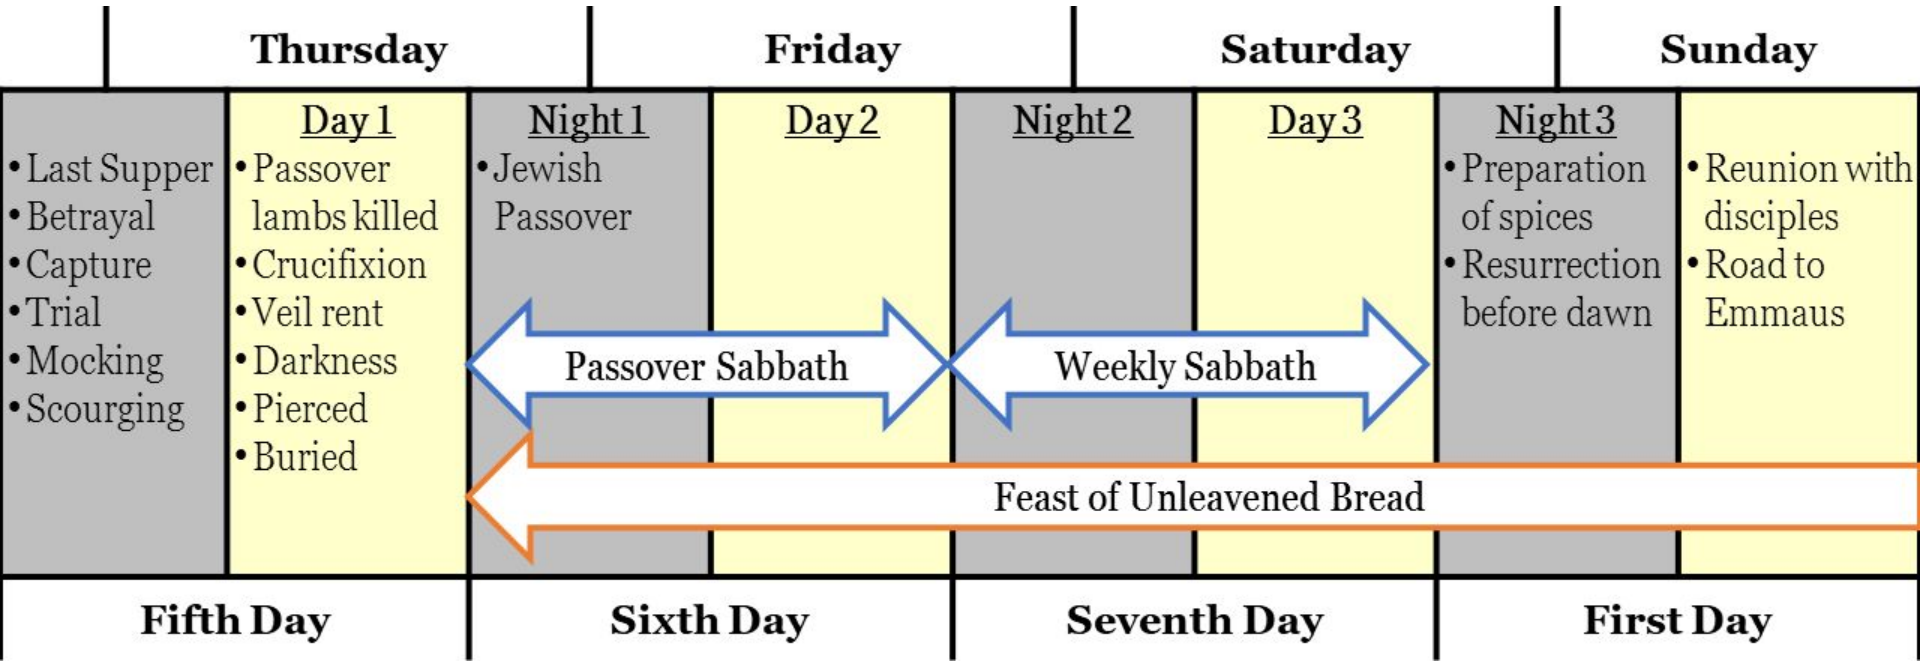 Thursday
Friday
Saturday
Sunday
•Last Supper
•Betrayal
•Capture
•Trial
•Mocking
•Scourging
Day 1
•Passover
lambs killed
•Crucifixion
•Veil rent
•Darkness
•Pierced
•Buried
Night 1
•Jewish
Passover
Day 2
Night 2
Day 3
Night 3
•Preparation
of spices
•Resurrection
before dawn
•Reunion with
disciples
•Road to
Emmaus
Passover Sabbath
Weekly Sabbath
Feast of Unleavened Bread
Fifth Day
Sixth Day
Seventh Day
First Day